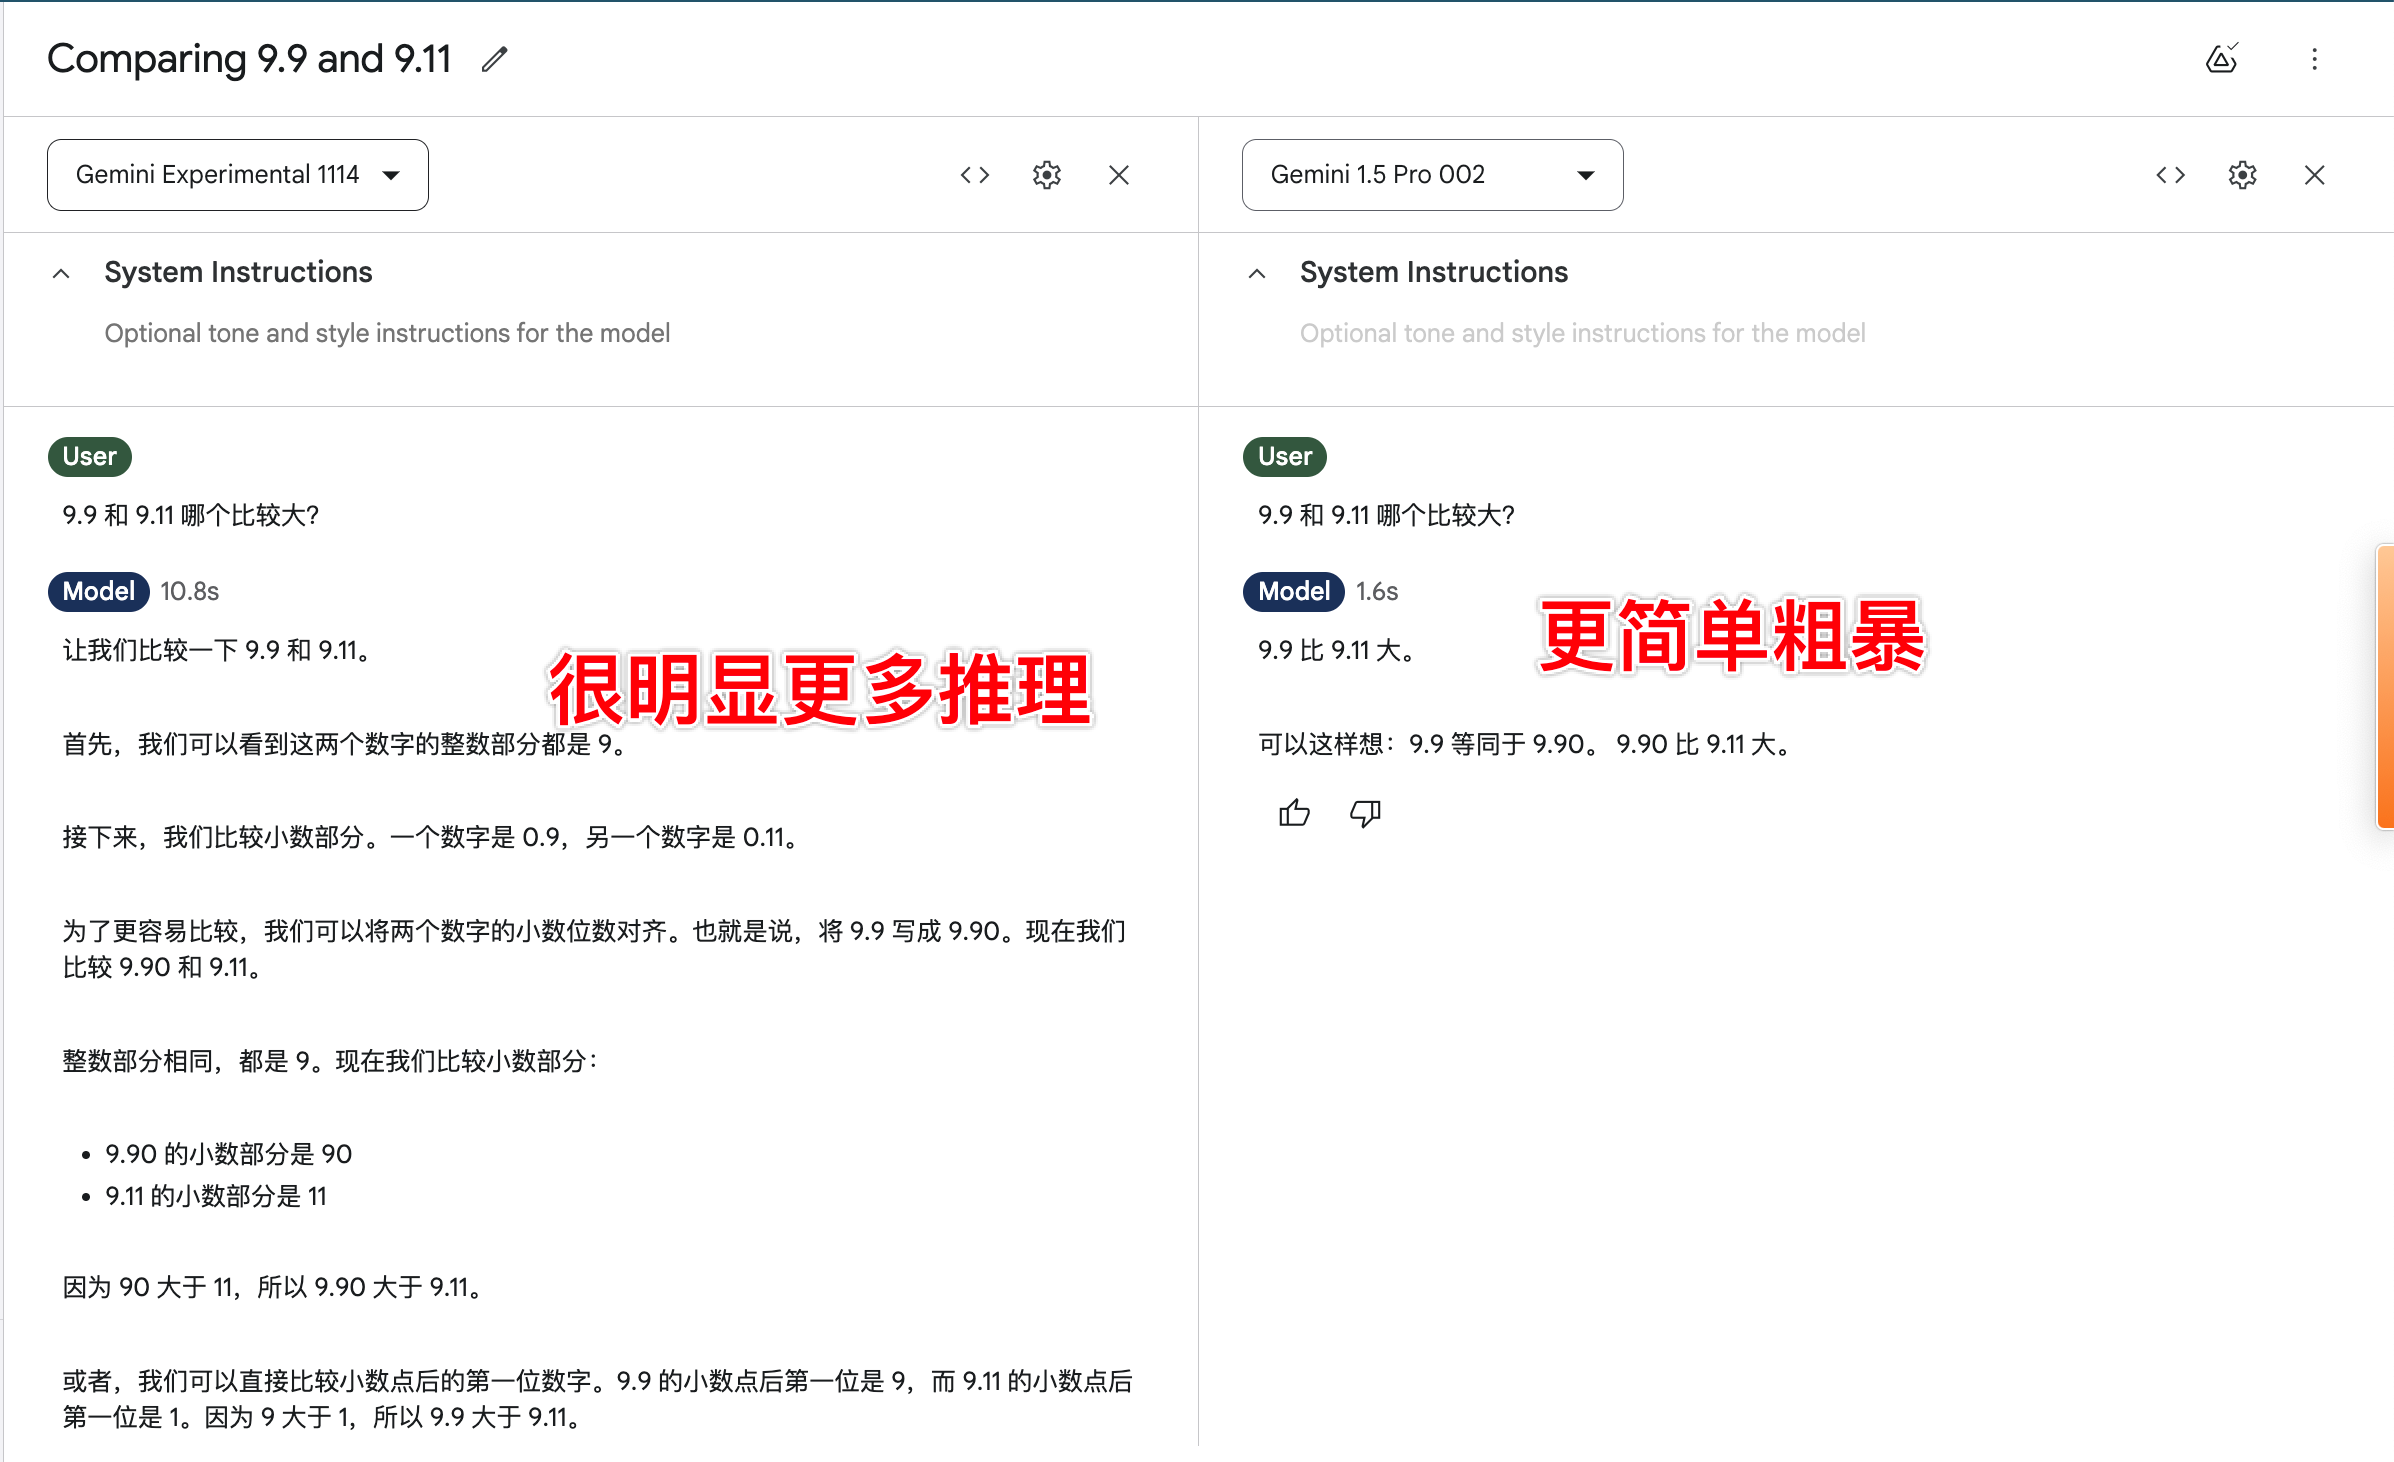 Comparing 9.9 and 9.11
Gemini Experimental 1114
System Instructions
Optional tone and style instructions for the model
User
9.9 和 9.11 哪个比较大?
Model 10.8s
让我们比较一下 9.9 和 9.11。
很明显更多推理
首先，我们可以看到这两个数字的整数部分都是 9。
接下来，我们比较小数部分。一个数字是 0.9，另一个数字是 0.11。
为了更容易比较，我们可以将两个数字的小数位数对齐。也就是说，将 9.9 写成 9.90。现在我们
比较 9.90 和 9.11。
整数部分相同，都是 9。现在我们比较小数部分：
• 9.90 的小数部分是 90
• 9.11 的小数部分是 11
因为 90 大于 11，所以 9.90 大于 9.11。
或者，我们可以直接比较小数点后的第一位数字。9.9 的小数点后第一位是 9，而 9.11 的小数点后
第一位是 1。因为 9 大于 1，所以 9.9 大于 9.11。
Gemini 1.5 Pro 002
System Instructions
Optional tone and style instructions for the model
User
9.9 和 9.11 哪个比较大?
Model 1.6s
更简单粗暴
9.9 比 9.11 大。
可以这样想：9.9 等同于 9.90。 9.90 比 9.11 大。